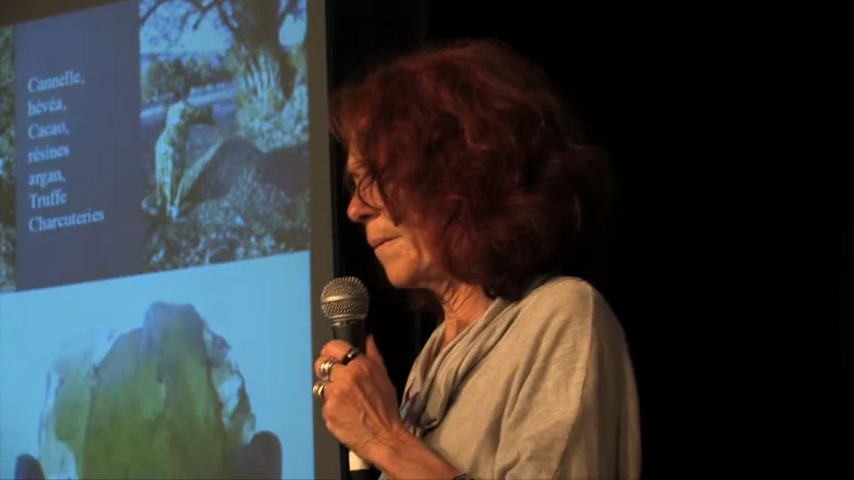 Cannelle,
hévéa,
Cacao,
résines
argan,
Truffe
Charcuteries